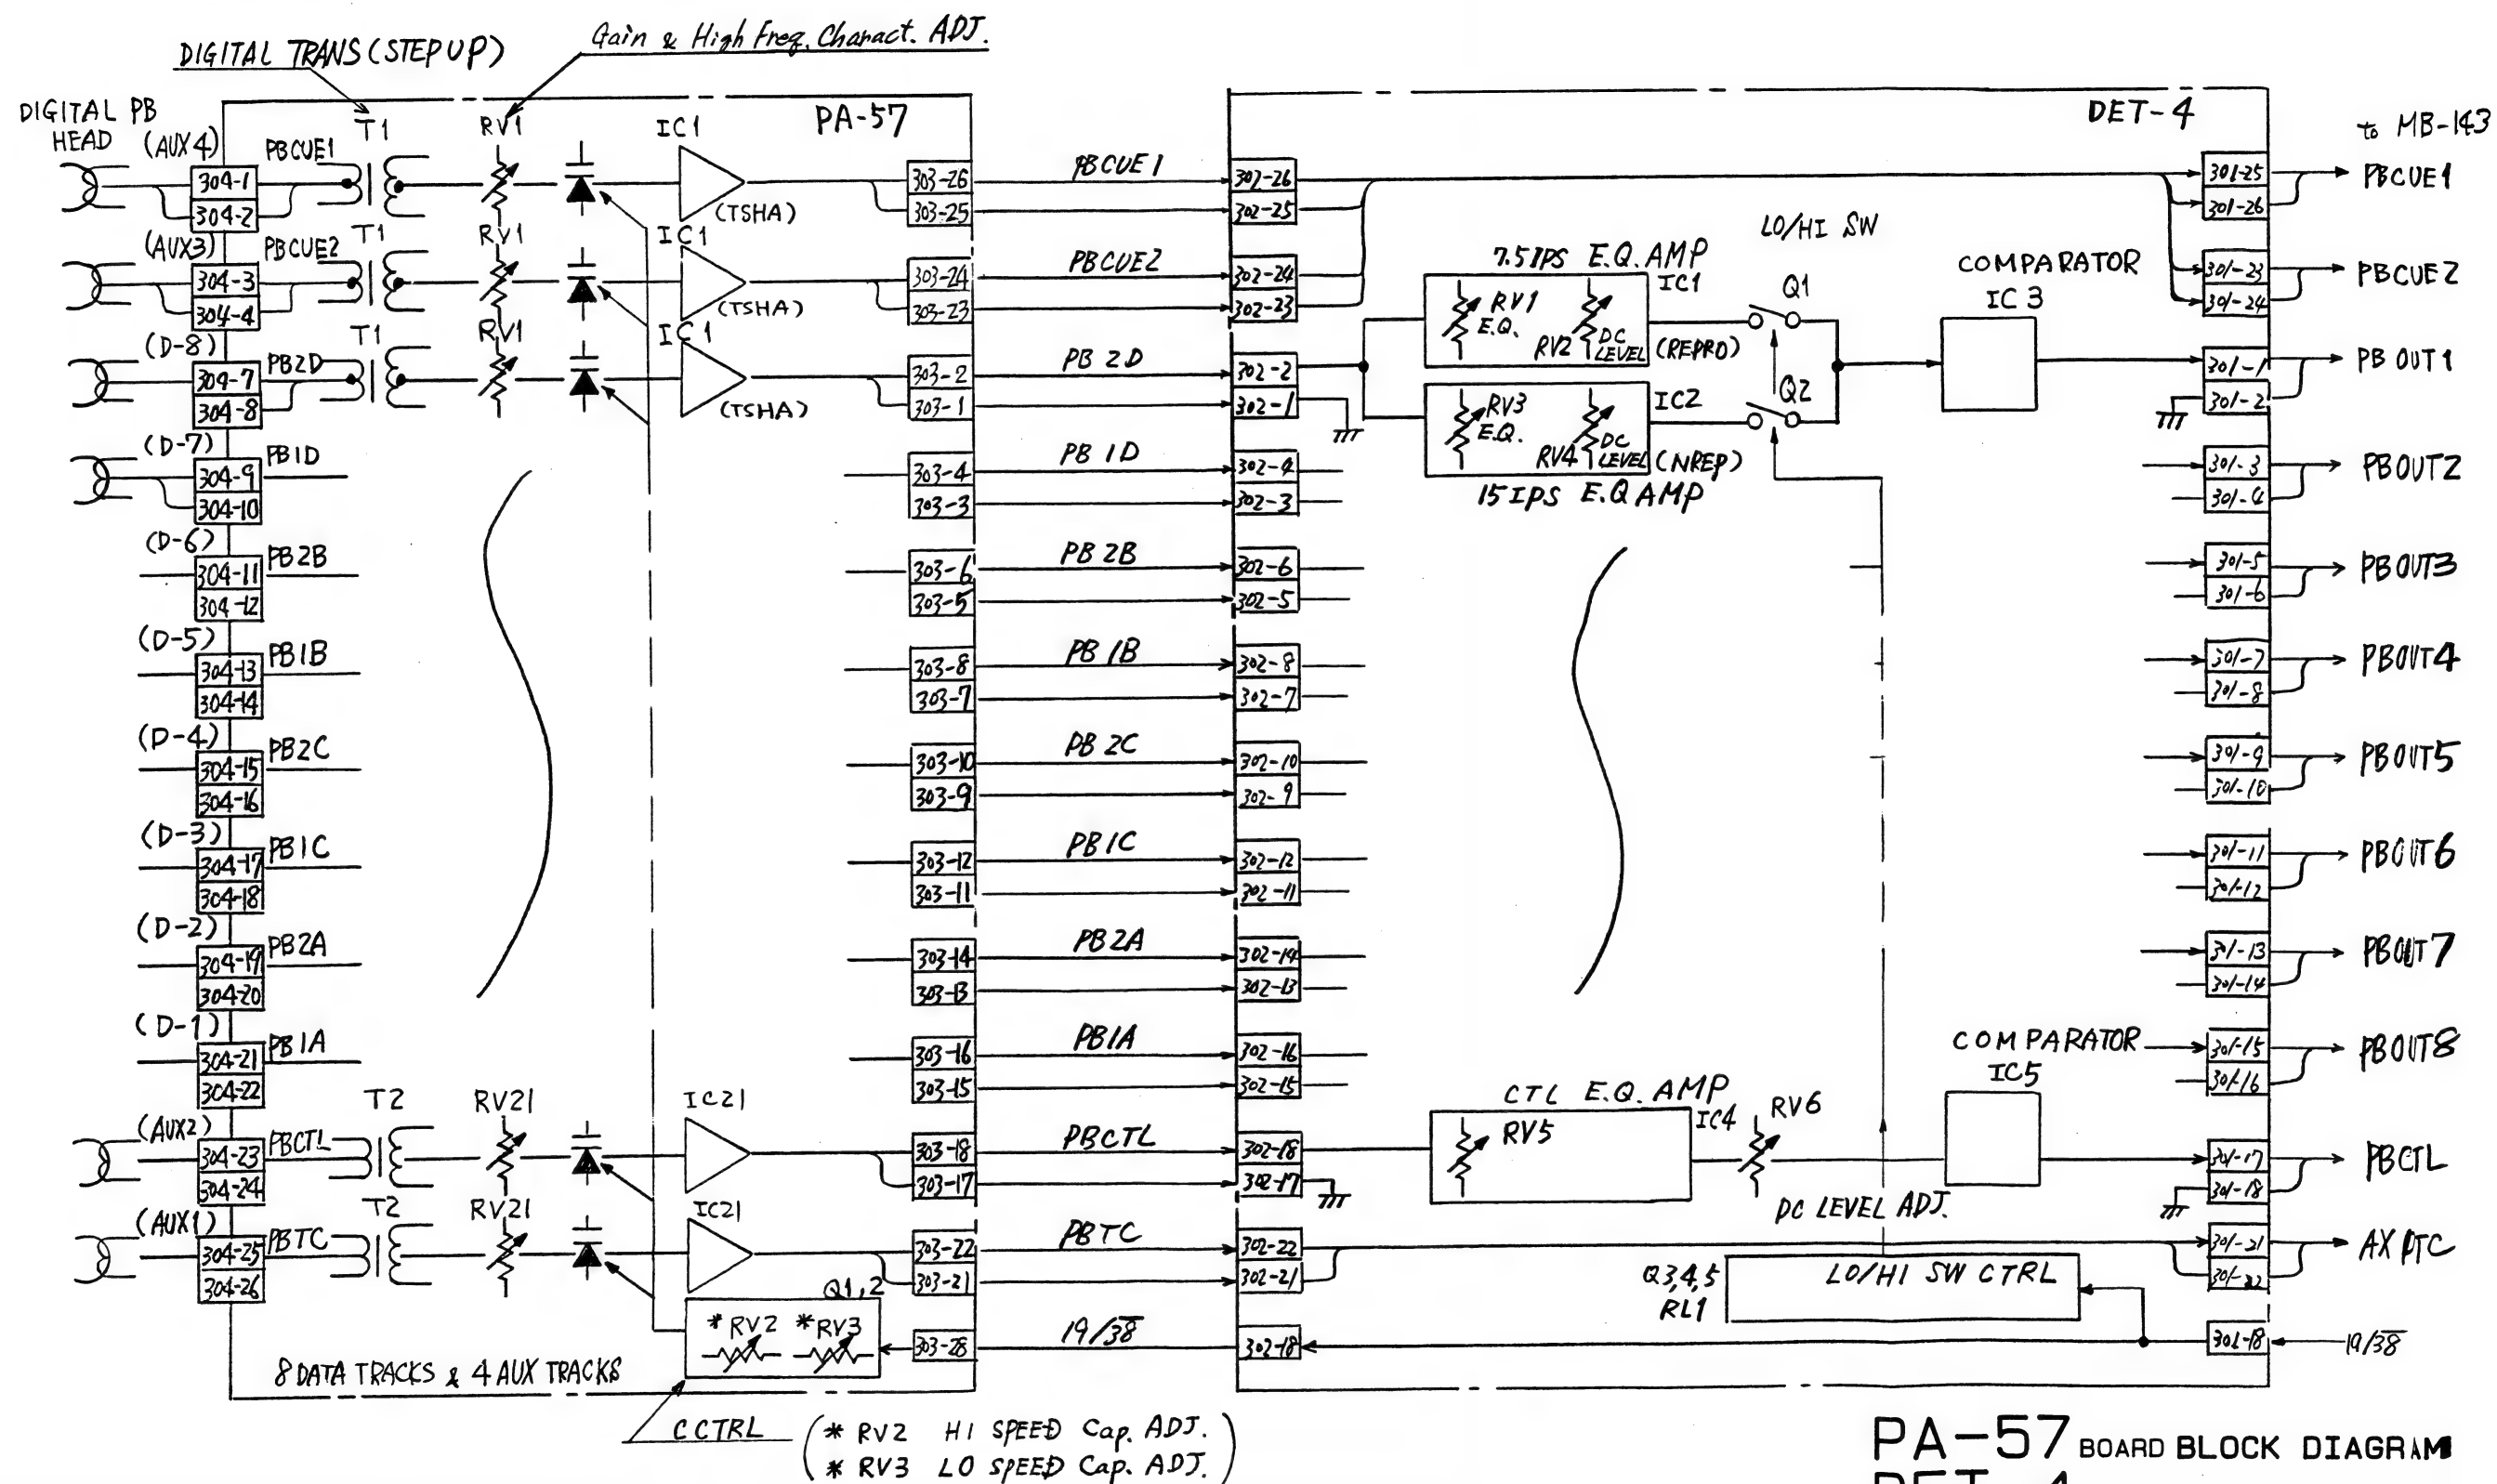 DIGITAL TRANS (STEP UP)
Gain & High Freq. Charact. ADJ.
DIGITAL PB
HEAD
PA-57
DET-4
to MB-143
(AUX4)
304-1
304-2
PBCUE1
T1
RV1
IC1
(TSHA)
303-26
303-25
PBCUE1
302-26
302-25
301-25
301-26
PBCUE1
(AUX3)
304-3
304-4
PBCUE2
T1
RV1
IC1
(TSHA)
303-24
303-23
PBCUE2
302-24
302-23
301-23
301-24
PBCUE2
(D-8)
304-7
304-8
PB2D
T1
RV1
IC1
(TSHA)
303-2
303-1
PB 2D
302-2
302-1
7.5IPS E.Q. AMP
IC1
RV1
E.Q.
RV2
DC
LEVEL
(REPRO)
RV3
E.Q.
RV4
DC
LEVEL
IC2
(NREP)
15IPS E.Q AMP
LO/HI SW
Q1
Q2
COMPARATOR
IC 3
301-1
301-2
PB OUT1
(D-7)
304-9
304-10
PB1D
303-4
303-3
PB 1D
302-4
302-3
301-3
301-4
PBOUT2
(D-6)
304-11
304-12
PB2B
303-6
303-5
PB 2B
302-6
302-5
301-5
301-6
PBOUT3
(D-5)
304-13
304-14
PB1B
303-8
303-7
PB 1B
302-8
302-7
301-7
301-8
PBOUT4
(D-4)
304-15
304-16
PB2C
303-10
303-9
PB 2C
302-10
302-9
301-9
301-10
PBOUT5
(D-3)
304-17
304-18
PB1C
303-12
303-11
PB1C
302-12
302-11
301-11
301-12
PBOUT6
(D-2)
304-19
304-20
PB2A
303-14
303-13
PB2A
302-14
302-13
301-13
301-14
PBOUT7
(D-1)
304-21
304-22
PB1A
303-16
303-15
PB1A
302-16
302-15
COMPARATOR
IC5
301-15
301-16
PBOUT8
(AUX2)
304-23
304-24
PBCTL
T2
RV21
IC21
303-18
303-17
PBCTL
302-18
302-17
CTL E.Q. AMP
RV5
IC4
RV6
DC LEVEL ADJ.
301-17
301-18
PBCTL
(AUX1)
304-25
304-26
PBTC
T2
RV21
IC21
303-22
303-21
PBTC
302-22
302-21
301-21
301-22
AX PTC
Q1,2
*RV2 *RV3
303-28
19/3̅8̅
302-18
Q3,4,5
RL1
LO/HI SW CTRL
301-18
19/3̅8̅
8 DATA TRACKS & 4 AUX TRACKS
C CTRL
(* RV2 HI SPEED Cap. ADJ.
* RV3 LO SPEED Cap. ADJ.)
PA-57 BOARD BLOCK DIAGRAM
DET-4